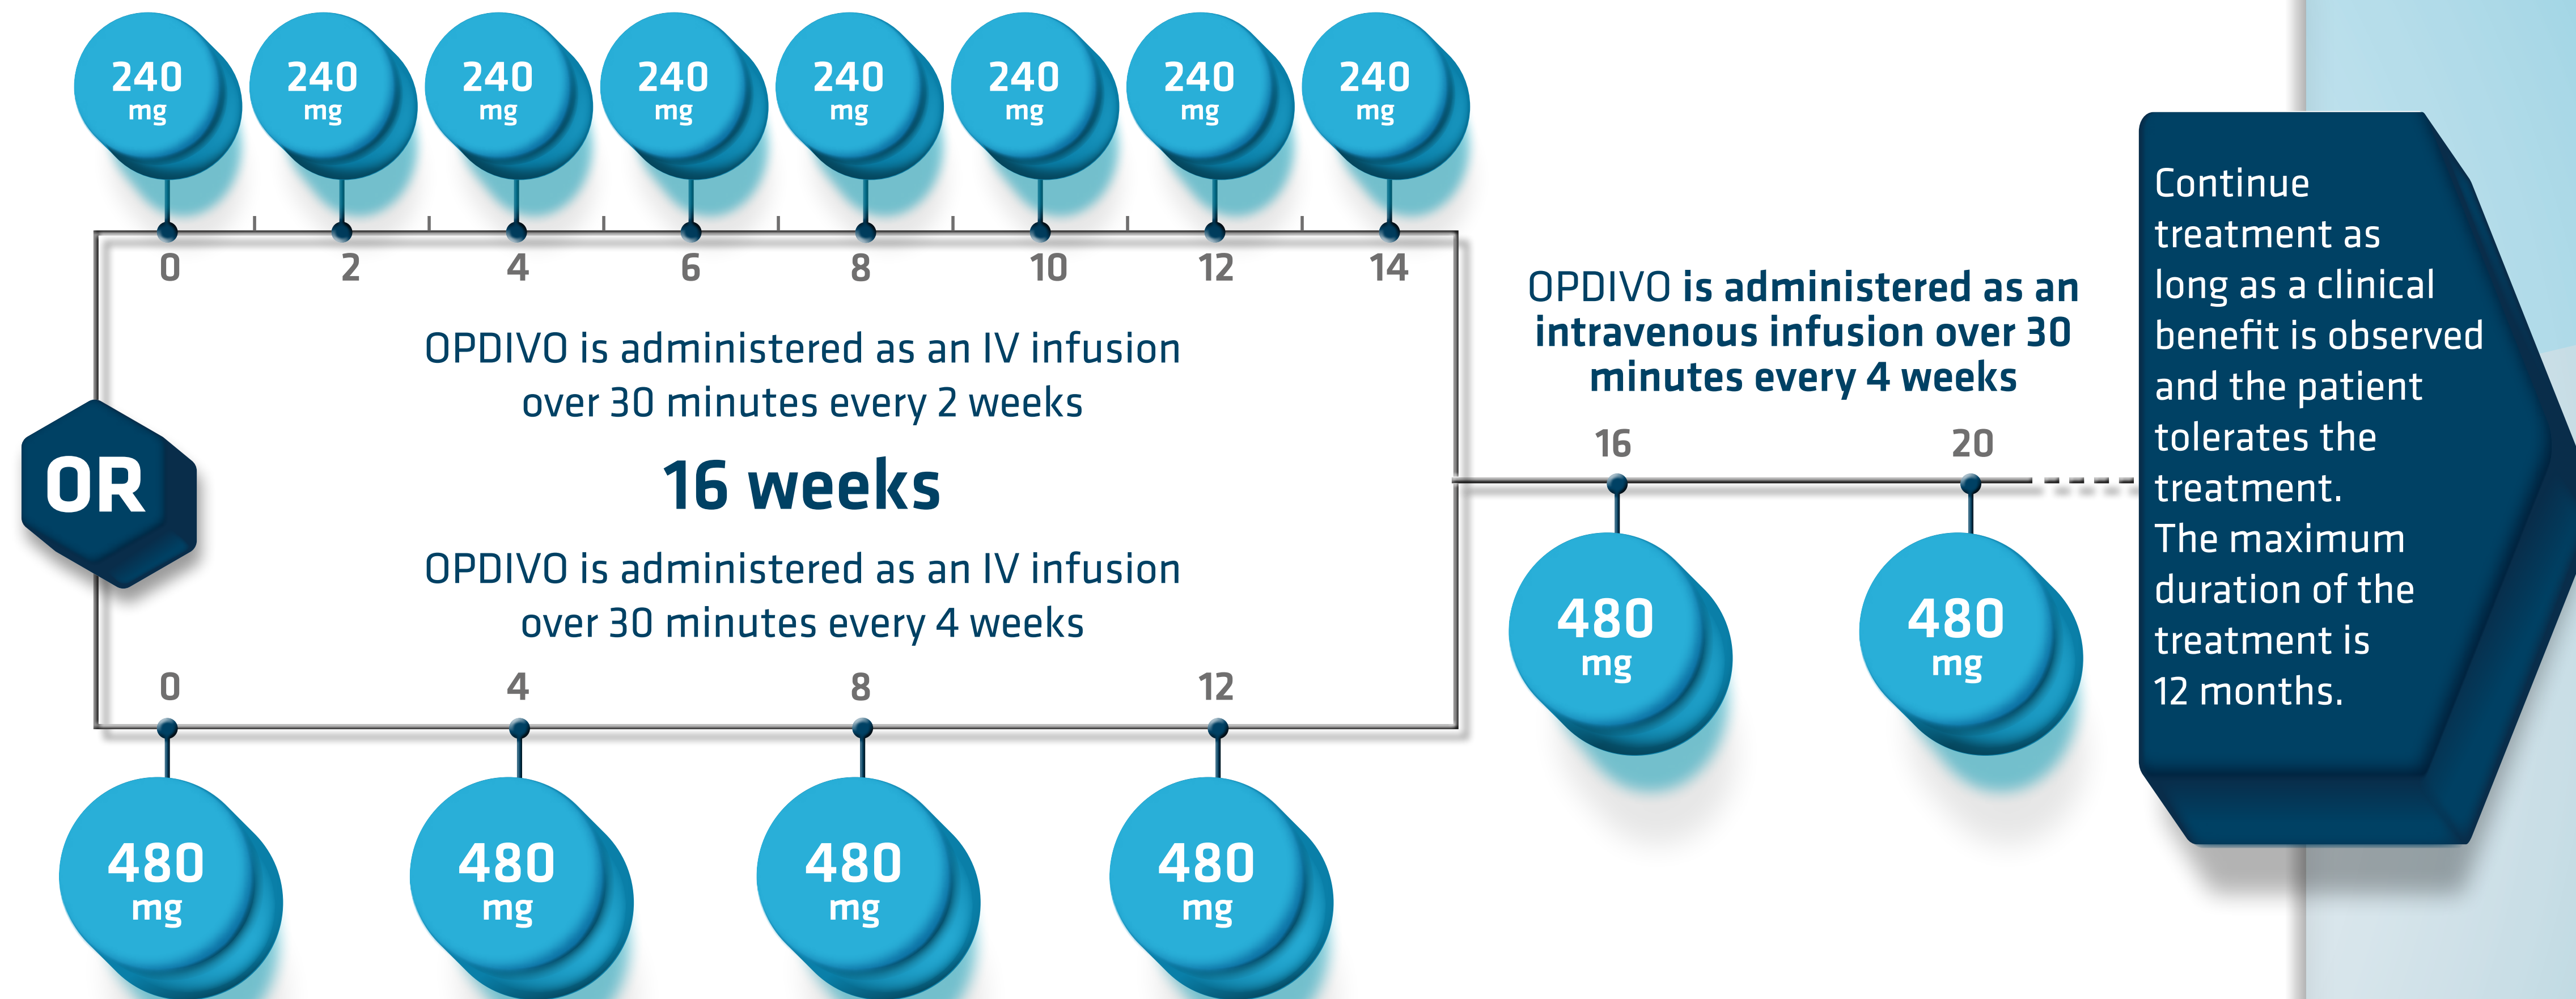 240 mg
240 mg
240 mg
240 mg
240 mg
240 mg
240 mg
240 mg
0 2 4 6 8 10 12 14
OPDIVO is administered as an IV infusion
over 30 minutes every 2 weeks
OR
16 weeks
OPDIVO is administered as an IV infusion
over 30 minutes every 4 weeks
0 4 8 12
480 mg
480 mg
480 mg
480 mg
OPDIVO is administered as an
intravenous infusion over 30
minutes every 4 weeks
16 20
480 mg
480 mg
Continue
treatment as
long as a clinical
benefit is observed
and the patient
tolerates the
treatment.
The maximum
duration of the
treatment is
12 months.